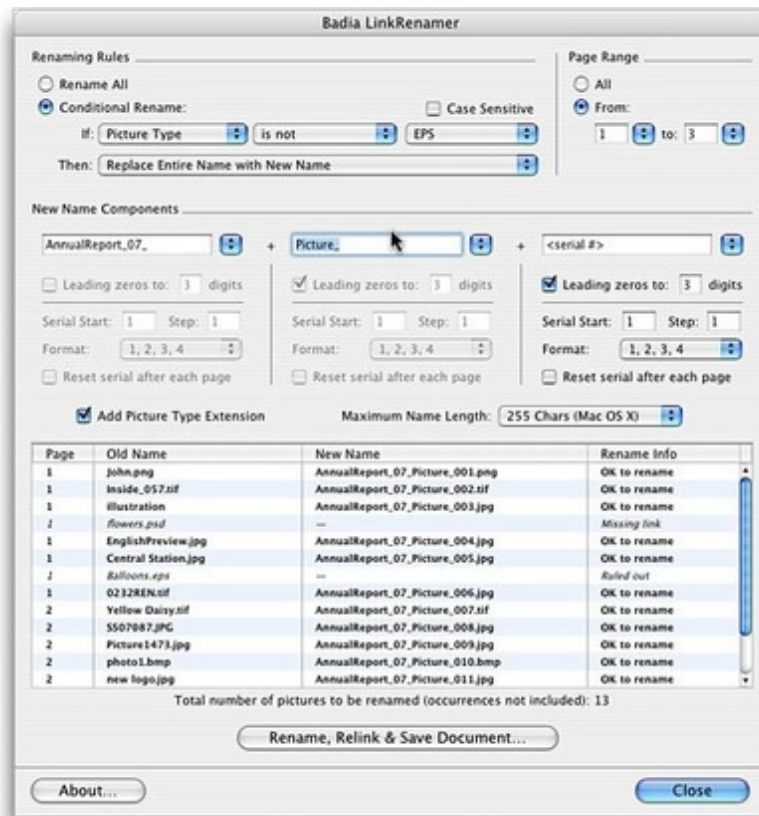 Badia LinkRenamer
Renaming Rules
Page Range
Rename All
All
Conditional Rename:
Case Sensitive
From:
If: Picture Type is not EPS
1 to: 3
Then: Replace Entire Name with New Name
New Name Components
AnnualReport_07_ + Picture_ + <serial #>
Leading zeros to: 3 digits
Leading zeros to: 3 digits
Leading zeros to: 3 digits
Serial Start: 1 Step: 1
Serial Start: 1 Step: 1
Serial Start: 1 Step: 1
Format: 1, 2, 3, 4
Format: 1, 2, 3, 4
Format: 1, 2, 3, 4
Reset serial after each page
Reset serial after each page
Reset serial after each page
Add Picture Type Extension
Maximum Name Length: 255 Chars (Mac OS X)
Page Old Name New Name Rename Info
1 John.png AnnualReport_07_Picture_001.png OK to rename
1 Inside_057.tif AnnualReport_07_Picture_002.tif OK to rename
1 illustration AnnualReport_07_Picture_003.jpg OK to rename
1 flowers.psd — Missing link
1 EnglishPreview.jpg AnnualReport_07_Picture_004.jpg OK to rename
1 Central Station.jpg AnnualReport_07_Picture_005.jpg OK to rename
1 Balloons.eps — Ruled out
1 0232REN.tif AnnualReport_07_Picture_006.jpg OK to rename
2 Yellow Daisy.tif AnnualReport_07_Picture_007.tif OK to rename
2 S507087.JPG AnnualReport_07_Picture_008.jpg OK to rename
2 Picture1473.jpg AnnualReport_07_Picture_009.jpg OK to rename
2 photo1.bmp AnnualReport_07_Picture_010.bmp OK to rename
2 new logo.jpg AnnualReport_07_Picture_011.jpg OK to rename
Total number of pictures to be renamed (occurrences not included): 13
Rename, Relink & Save Document...
About...
Close